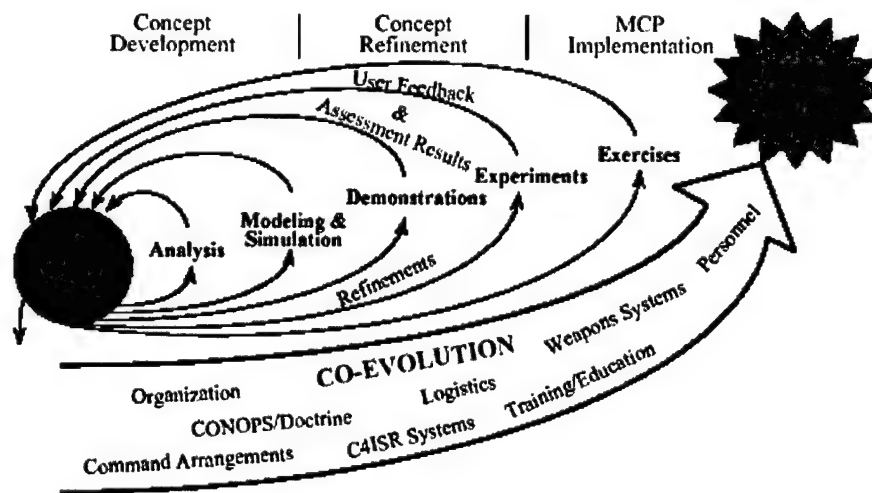 Concept
Development
Concept
Refinement
MCP
Implementation
User Feedback
&
Assessment Results
Exercises
Experiments
Demonstrations
Modeling &
Simulation
Analysis
Refinements
Personnel
Weapons Systems
CO-EVOLUTION
Organization
Logistics
Training/Education
CONOPS/Doctrine
C4ISR Systems
Command Arrangements